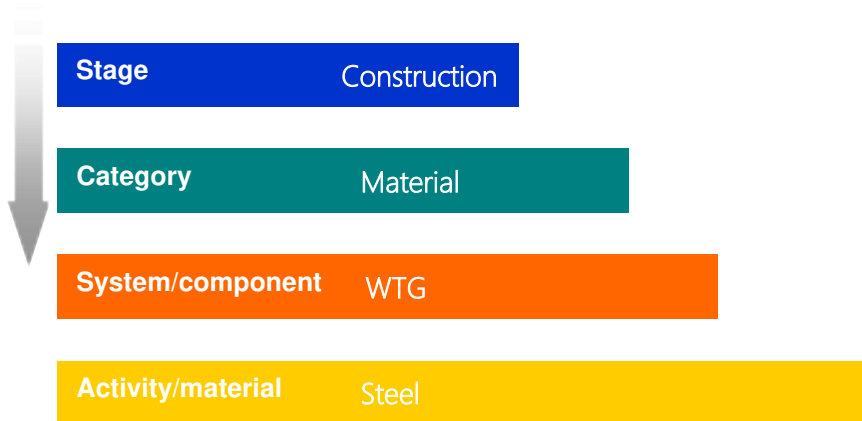 Stage Construction
Category Material
System/component WTG
Activity/material Steel